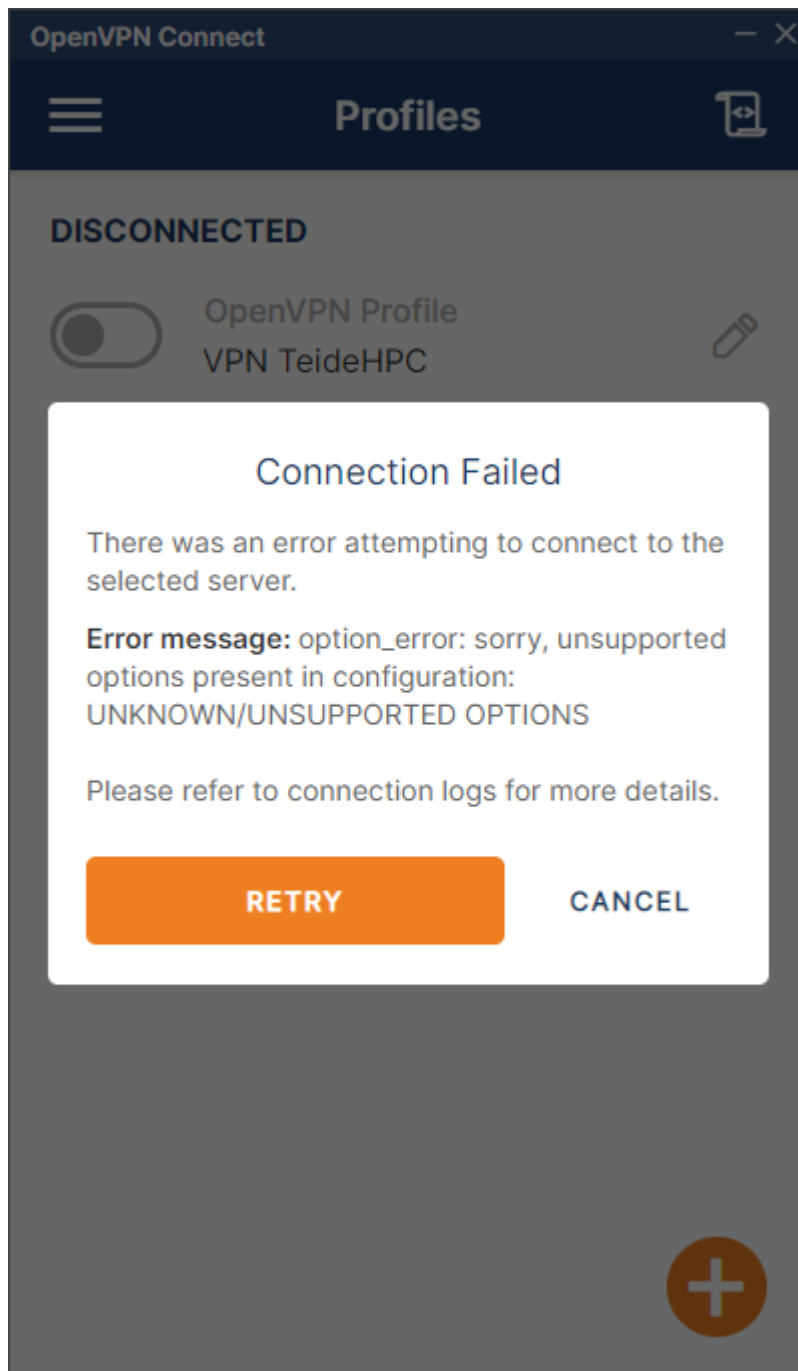 OpenVPN Connect
Profiles
DISCONNECTED
OpenVPN Profile
VPN TeideHPC
Connection Failed
There was an error attempting to connect to the
selected server.
Error message: option_error: sorry, unsupported
options present in configuration:
UNKNOWN/UNSUPPORTED OPTIONS
Please refer to connection logs for more details.
RETRY
CANCEL